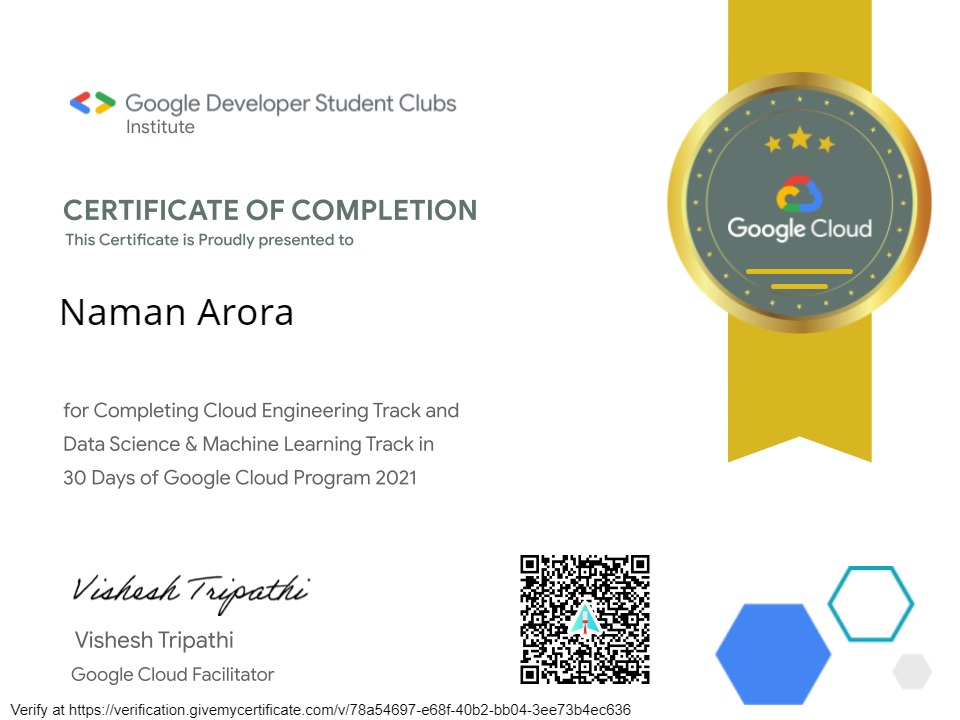 Google Developer Student Clubs
Institute
CERTIFICATE OF COMPLETION
This Certificate is Proudly presented to
Naman Arora
for Completing Cloud Engineering Track and
Data Science & Machine Learning Track in
30 Days of Google Cloud Program 2021
Google Cloud
Vishesh Tripathi
Vishesh Tripathi
Google Cloud Facilitator
Verify at https://verification.givemycertificate.com/v/78a54697-e68f-40b2-bb04-3ee73b4ec636